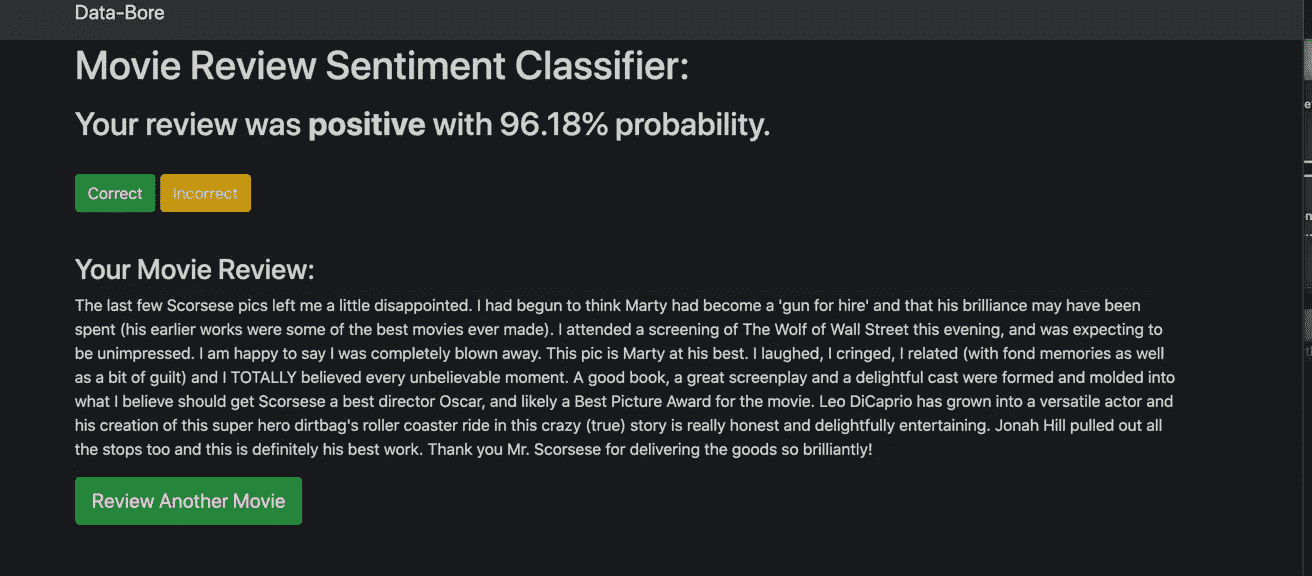 Data-Bore
Movie Review Sentiment Classifier:
Your review was positive with 96.18% probability.
Correct Incorrect
Your Movie Review:
The last few Scorsese pics left me a little disappointed. I had begun to think Marty had become a 'gun for hire' and that his brilliance may have been
spent (his earlier works were some of the best movies ever made). I attended a screening of The Wolf of Wall Street this evening, and was expecting to
be unimpressed. I am happy to say I was completely blown away. This pic is Marty at his best. I laughed, I cringed, I related (with fond memories as well
as a bit of guilt) and I TOTALLY believed every unbelievable moment. A good book, a great screenplay and a delightful cast were formed and molded into
what I believe should get Scorsese a best director Oscar, and likely a Best Picture Award for the movie. Leo DiCaprio has grown into a versatile actor and
his creation of this super hero dirtbag's roller coaster ride in this crazy (true) story is really honest and delightfully entertaining. Jonah Hill pulled out all
the stops too and this is definitely his best work. Thank you Mr. Scorsese for delivering the goods so brilliantly!
Review Another Movie